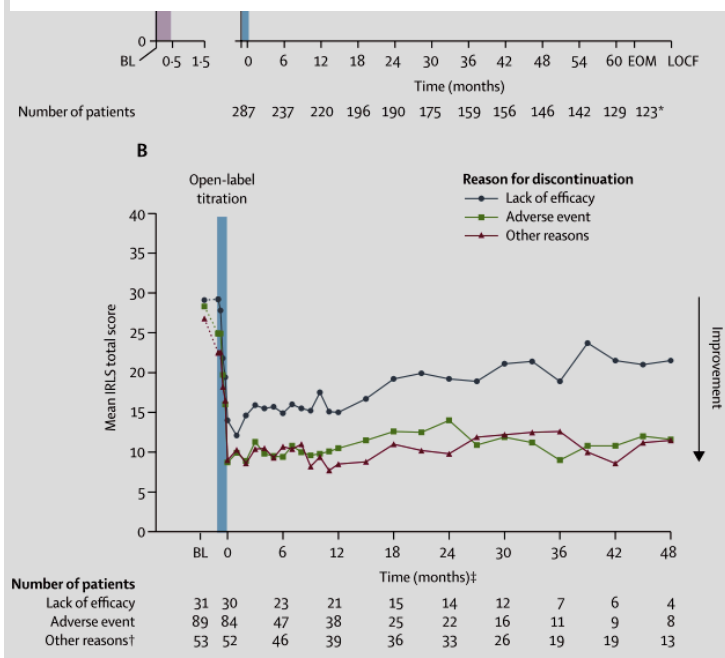 0
BL 0·5 1·5 0 6 12 18 24 30 36 42 48 54 60 EOM LOCF
Time (months)
Number of patients 287 237 220 196 190 175 159 156 146 142 129 123*
B
Open-label
titration
Reason for discontinuation
Lack of efficacy
Adverse event
Other reasons
40
35
30
25
20
15
10
5
0
Mean IRLS total score
Improvement
BL 0 6 12 18 24 30 36 42 48
Time (months)‡
Number of patients
Lack of efficacy 31 30 23 21 15 14 12 7 6 4
Adverse event 89 84 47 38 25 22 16 11 9 8
Other reasons† 53 52 46 39 36 33 26 19 19 13